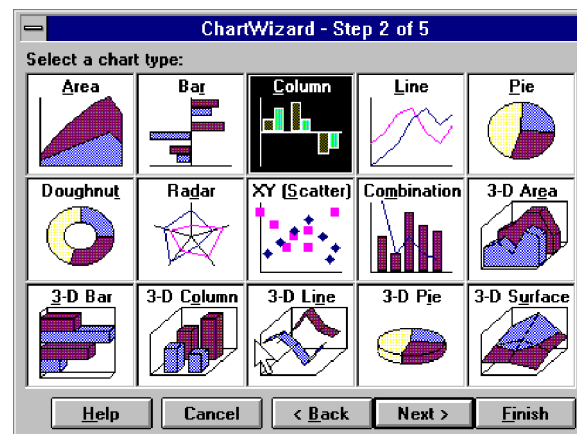 ChartWizard - Step 2 of 5
Select a chart type:
Area Bar Column Line Pie
Doughnut Radar XY (Scatter) Combination 3-D Area
3-D Bar 3-D Column 3-D Line 3-D Pie 3-D Surface
Help Cancel < Back Next > Finish